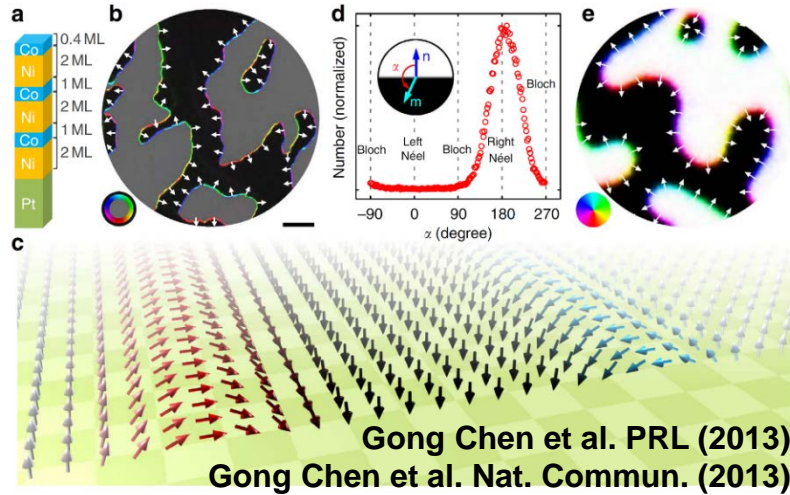 a
Co
Ni
Co
Ni
Co
Ni
Pt
0.4 ML
2 ML
1 ML
2 ML
1 ML
2 ML
b
d
Number (normalized)
n
α
m
Bloch
Left
Néel
Bloch
Right
Néel
Bloch
−90
0
90
180
270
α (degree)
e
c
Gong Chen et al. PRL (2013)
Gong Chen et al. Nat. Commun. (2013)